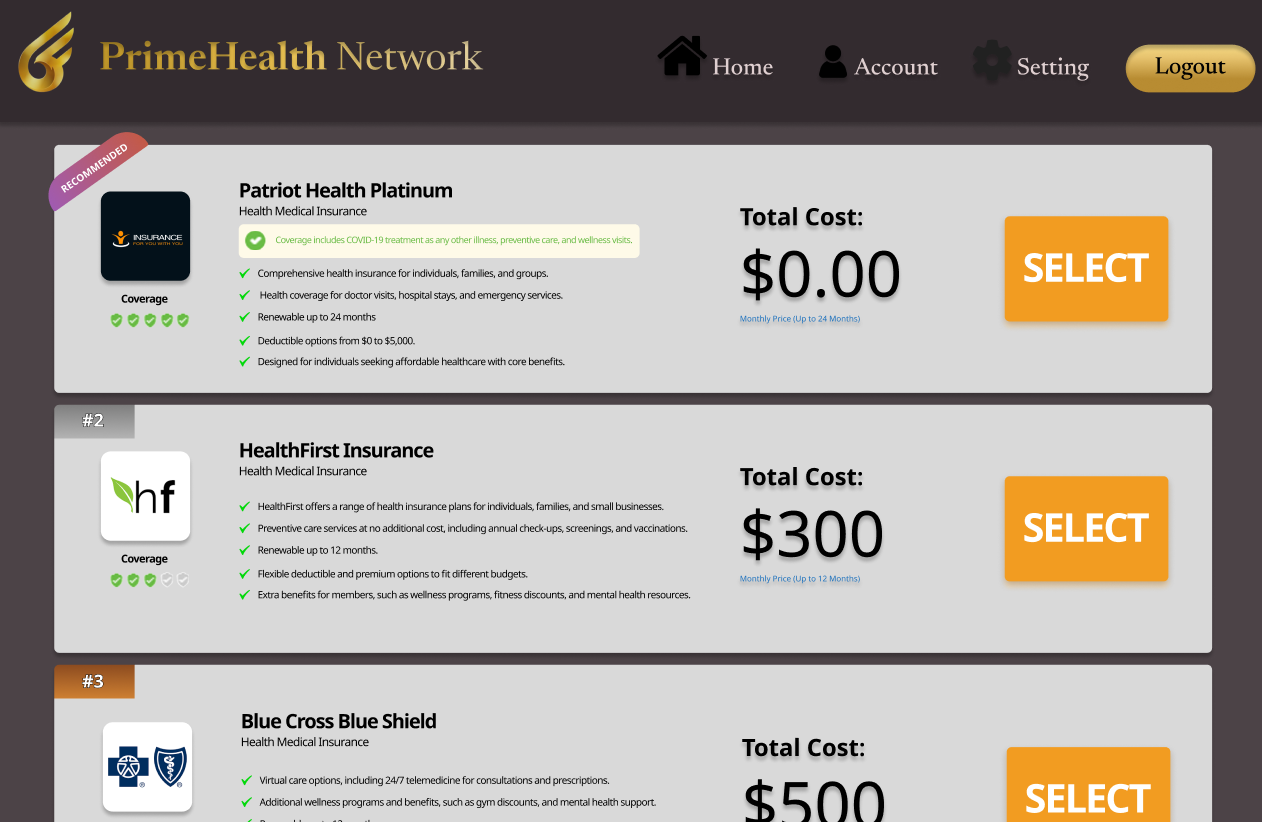 PrimeHealth Network
Home
Account
Setting
Logout
RECOMMENDED
INSURANCE
FOR YOU WITH YOU
Coverage
Patriot Health Platinum
Health Medical Insurance
Coverage includes COVID-19 treatment as any other illness, preventive care, and wellness visits.
Comprehensive health insurance for individuals, families, and groups.
Health coverage for doctor visits, hospital stays, and emergency services.
Renewable up to 24 months
Deductible options from $0 to $5,000.
Designed for individuals seeking affordable healthcare with core benefits.
Total Cost:
$0.00
Monthly Price (Up to 24 Months)
SELECT
#2
hf
Coverage
HealthFirst Insurance
Health Medical Insurance
HealthFirst offers a range of health insurance plans for individuals, families, and small businesses.
Preventive care services at no additional cost, including annual check-ups, screenings, and vaccinations.
Renewable up to 12 months.
Flexible deductible and premium options to fit different budgets.
Extra benefits for members, such as wellness programs, fitness discounts, and mental health resources.
Total Cost:
$300
Monthly Price (Up to 12 Months)
SELECT
#3
® ®
Blue Cross Blue Shield
Health Medical Insurance
Virtual care options, including 24/7 telemedicine for consultations and prescriptions.
Additional wellness programs and benefits, such as gym discounts, and mental health support.
Total Cost:
$500
SELECT